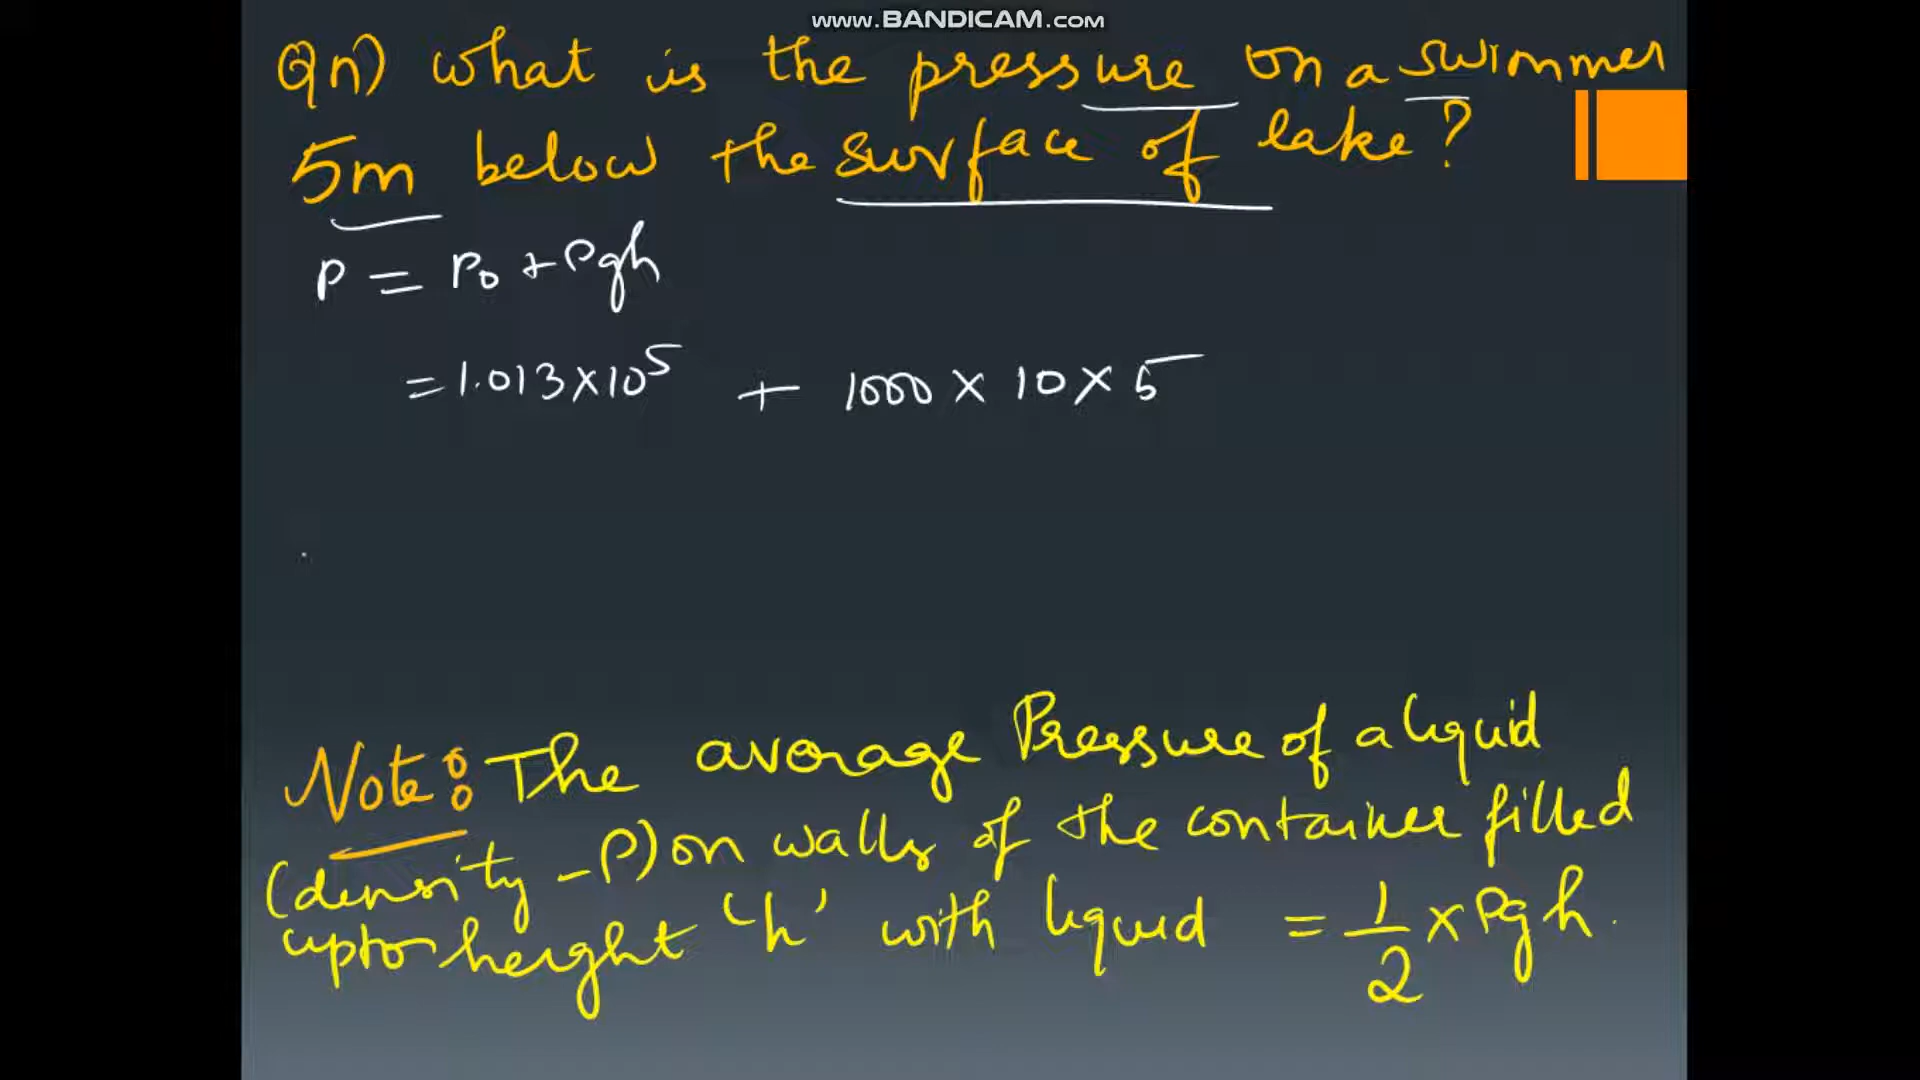 www.BANDICAM.com
Qn) What is the pressure on a swimmer
5m below the surface of lake?
P = P₀ + ρgh
= 1.013 × 10⁵ + 1000 × 10 × 5
Note: The average Pressure of a liquid
(density - ρ) on walls of the container filled
upto height 'h' with liquid = 1/2 × ρgh.